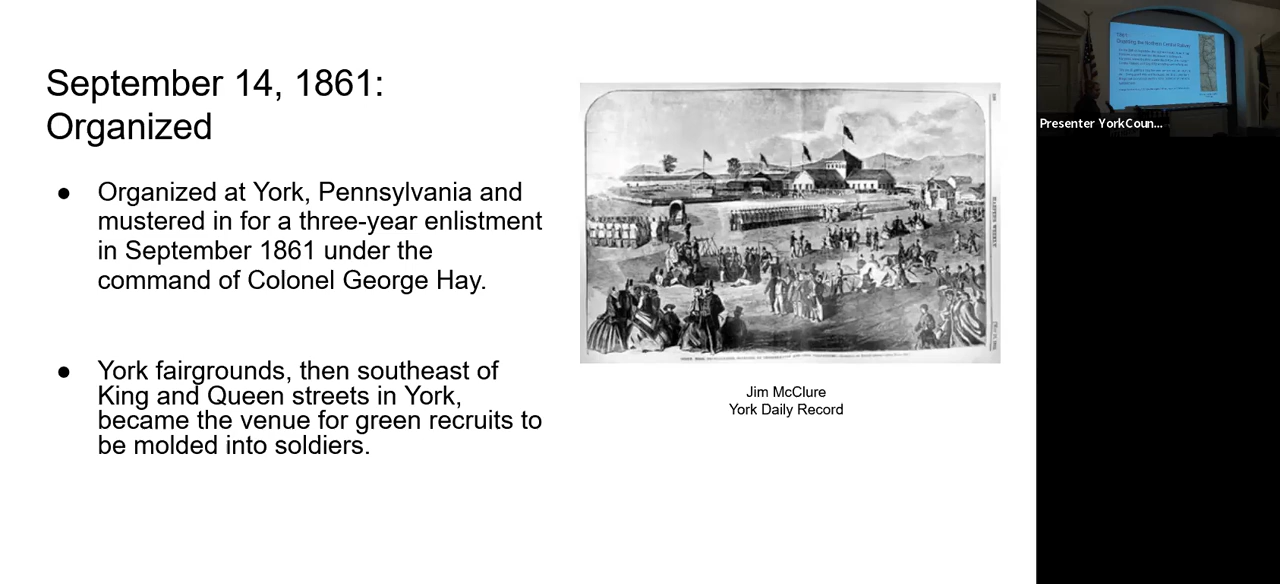 September 14, 1861:
Organized
● Organized at York, Pennsylvania and
mustered in for a three-year enlistment
in September 1861 under the
command of Colonel George Hay.
● York fairgrounds, then southeast of
King and Queen streets in York,
became the venue for green recruits to
be molded into soldiers.
HARPER'S WEEKLY.
Jim McClure
York Daily Record
Presenter YorkCoun...